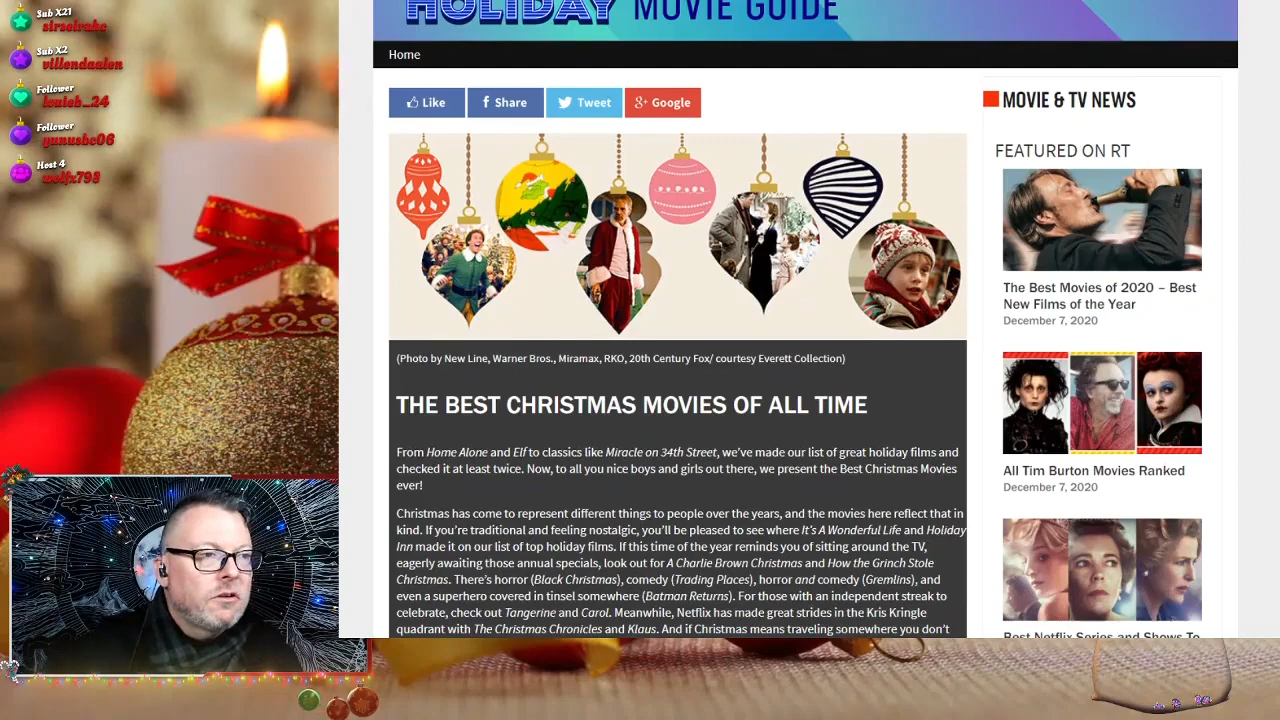 Sub X21
sirsoirahc
Sub X2
villendaalen
Follower
Follower
yunusbc06
Host 4
wolfx793
HOLIDAY MOVIE GUIDE
Home
Like
Share
Tweet
Google
(Photo by New Line, Warner Bros., Miramax, RKO, 20th Century Fox/ courtesy Everett Collection)
THE BEST CHRISTMAS MOVIES OF ALL TIME
From Home Alone and Elf to classics like Miracle on 34th Street, we've made our list of great holiday films and
checked it at least twice. Now, to all you nice boys and girls out there, we present the Best Christmas Movies
ever!
Christmas has come to represent different things to people over the years, and the movies here reflect that in
kind. If you're traditional and feeling nostalgic, you'll be pleased to see where It's A Wonderful Life and Holiday
Inn made it on our list of top holiday films. If this time of the year reminds you of sitting around the TV,
eagerly awaiting those annual specials, look out for A Charlie Brown Christmas and How the Grinch Stole
Christmas. There's horror (Black Christmas), comedy (Trading Places), horror and comedy (Gremlins), and
even a superhero covered in tinsel somewhere (Batman Returns). For those with an independent streak to
celebrate, check out Tangerine and Carol. Meanwhile, Netflix has made great strides in the Kris Kringle
quadrant with The Christmas Chronicles and Klaus. And if Christmas means traveling somewhere you don't
MOVIE & TV NEWS
FEATURED ON RT
The Best Movies of 2020 – Best
New Films of the Year
December 7, 2020
All Tim Burton Movies Ranked
December 7, 2020
Best Netflix Series and Shows To